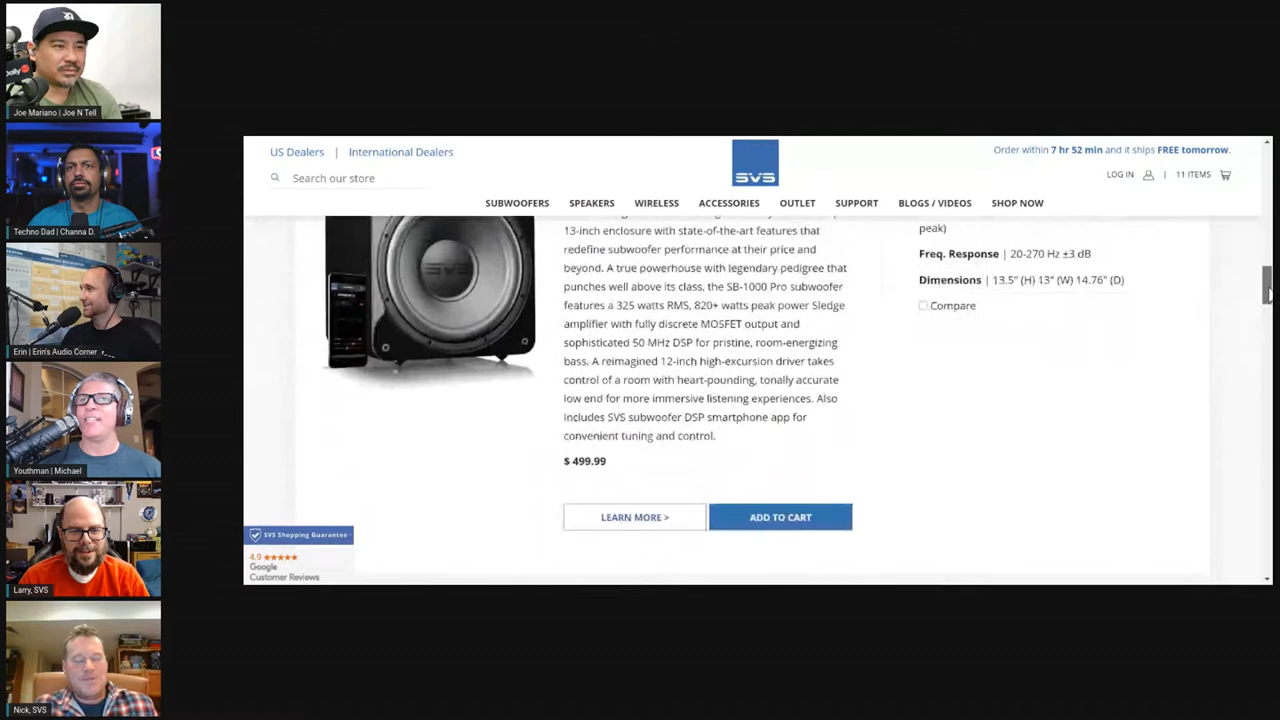 Joe Mariano | Joe N Tell
Techno Dad | Channa D.
Erin | Erin's Audio Corner
Youthman | Michael
Larry, SVS
Nick, SVS
US Dealers | International Dealers
Search our store
SVS
Order within 7 hr 52 min and it ships FREE tomorrow.
LOG IN | 11 ITEMS
SUBWOOFERS SPEAKERS WIRELESS ACCESSORIES OUTLET SUPPORT BLOGS / VIDEOS SHOP NOW
13-inch enclosure with state-of-the-art features that
redefine subwoofer performance at their price and
beyond. A true powerhouse with legendary pedigree that
punches well above its class, the SB-1000 Pro subwoofer
features a 325 watts RMS, 820+ watts peak power Sledge
amplifier with fully discrete MOSFET output and
sophisticated 50 MHz DSP for pristine, room-energizing
bass. A reimagined 12-inch high-excursion driver takes
control of a room with heart-pounding, tonally accurate
low end for more immersive listening experiences. Also
includes SVS subwoofer DSP smartphone app for
convenient tuning and control.
$ 499.99
LEARN MORE >
ADD TO CART
peak)
Freq. Response | 20-270 Hz ±3 dB
Dimensions | 13.5" (H) 13" (W) 14.76" (D)
Compare
SVS Shopping Guarantee
4.9 ★★★★★
Google
Customer Reviews